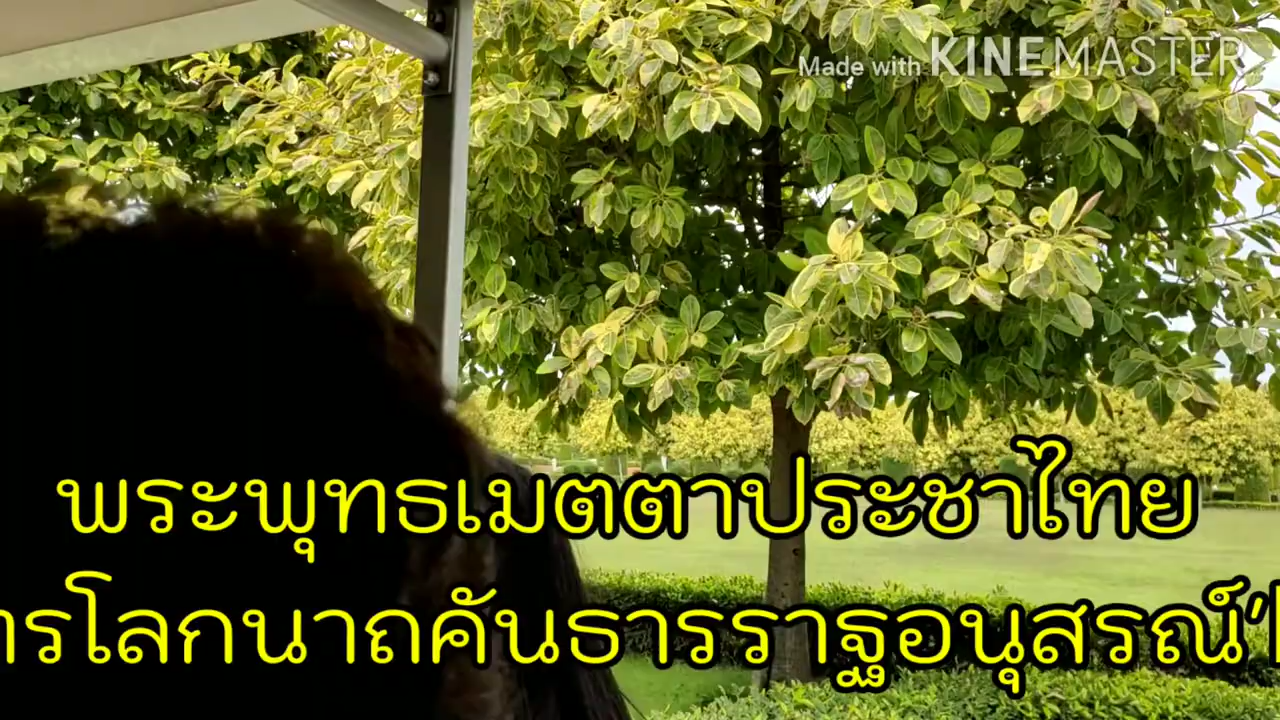 Made with KINEMASTER
พระพุทธเมตตาประชาไทย
โลกนาถคันธารราฐอนุสรณ์